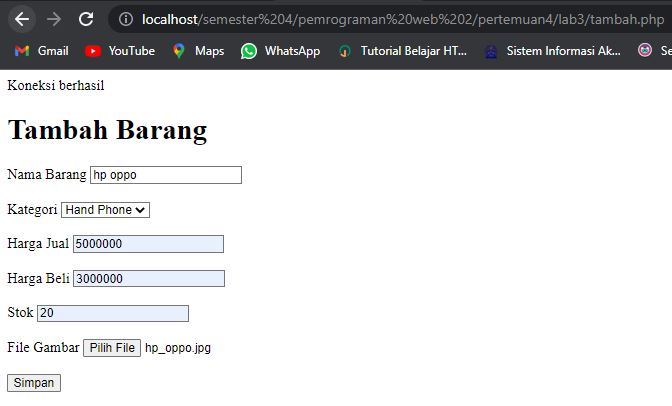 localhost/semester%204/pemrograman%20web%202/pertemuan4/lab3/tambah.php
Gmail YouTube Maps WhatsApp Tutorial Belajar HT... Sistem Informasi Ak... Se
Koneksi berhasil
Tambah Barang
Nama Barang hp oppo
Kategori Hand Phone
Harga Jual 5000000
Harga Beli 3000000
Stok 20
File Gambar Pilih File hp_oppo.jpg
Simpan